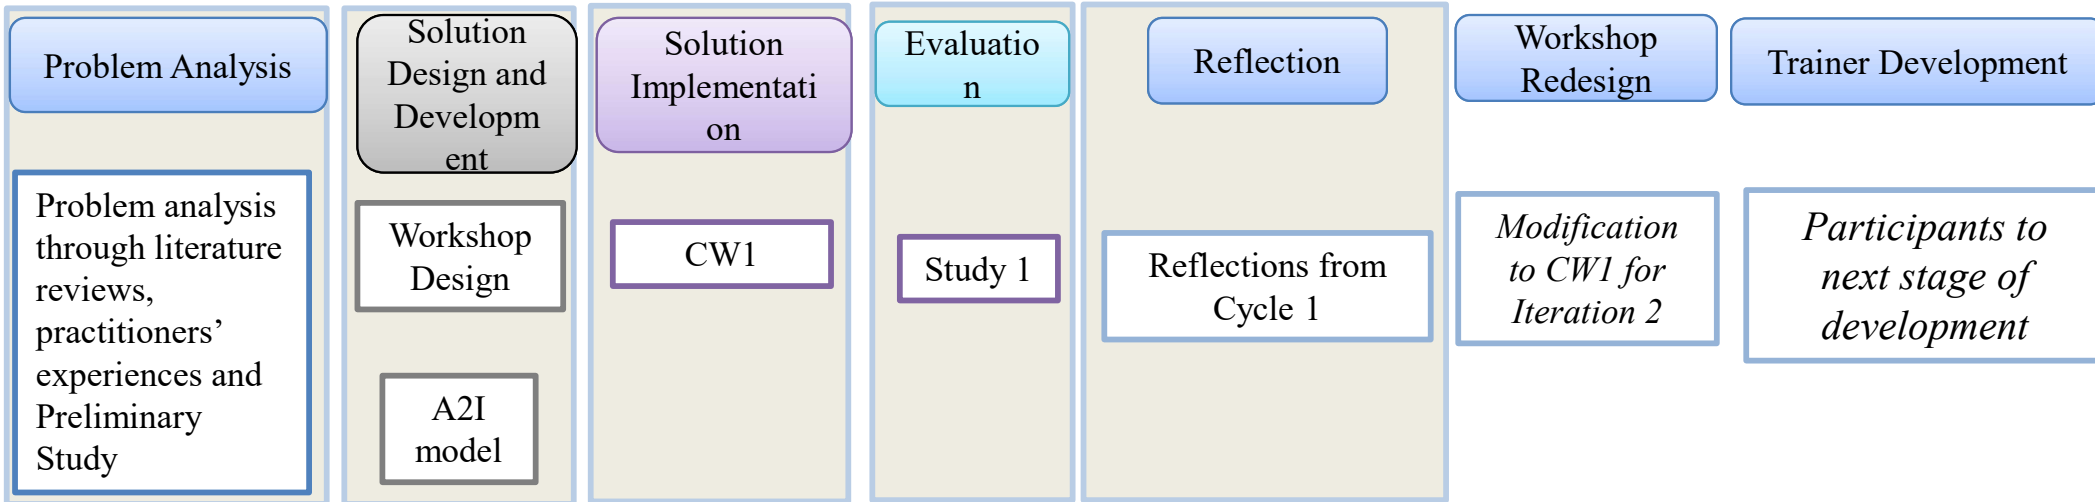 Problem Analysis
Solution
Design and
Developm
ent
Solution
Implementati
on
Evaluatio
n
Reflection
Workshop
Redesign
Trainer Development
Problem analysis
through literature
reviews,
practitioners’
experiences and
Preliminary
Study
Workshop
Design
A2I
model
CW1
Study 1
Reflections from
Cycle 1
Modification
to CW1 for
Iteration 2
Participants to
next stage of
development